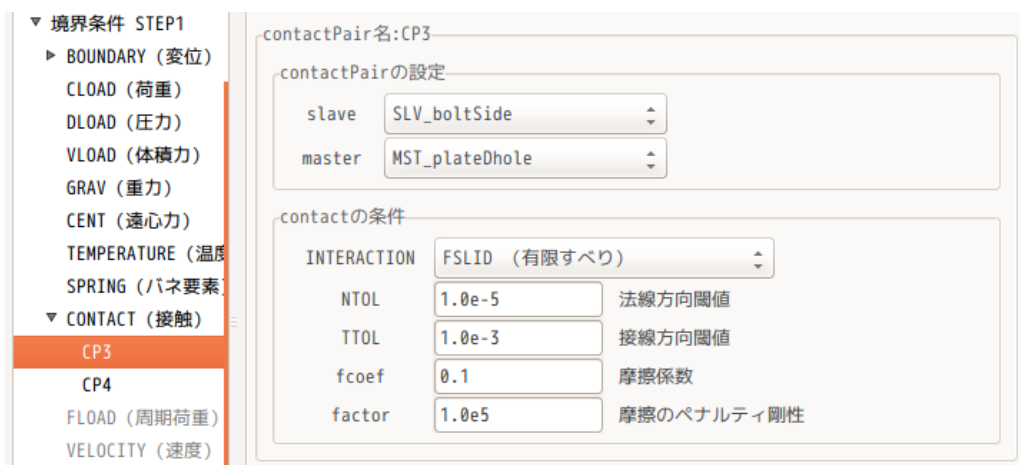 ▼ 境界条件 STEP1
▶ BOUNDARY (変位)
CLOAD (荷重)
DLOAD (圧力)
VLOAD (体積力)
GRAV (重力)
CENT (遠心力)
TEMPERATURE (温度
SPRING (バネ要素)
▼ CONTACT (接触)
CP3
CP4
FLOAD (周期荷重)
VELOCITY (速度)
contactPair名:CP3
contactPairの設定
slave SLV_boltSide
master MST_plateDhole
contactの条件
INTERACTION FSLID (有限すべり)
NTOL 1.0e-5 法線方向閾値
TTOL 1.0e-3 接線方向閾値
fcoef 0.1 摩擦係数
factor 1.0e5 摩擦のペナルティ剛性